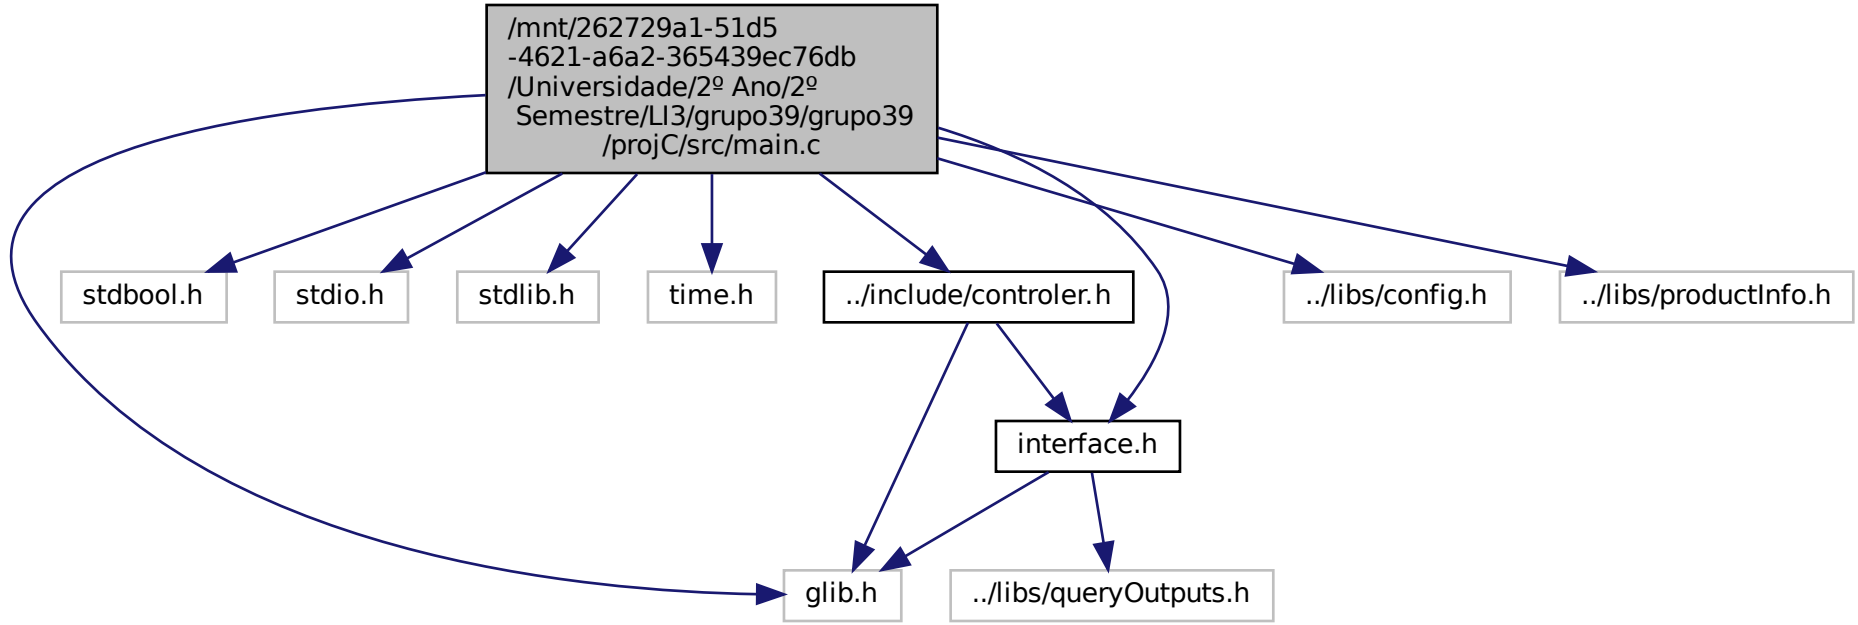 /mnt/262729a1-51d5
-4621-a6a2-365439ec76db
/Universidade/2º Ano/2º
Semestre/LI3/grupo39/grupo39
/projC/src/main.c
stdbool.h
stdio.h
stdlib.h
time.h
../include/controler.h
../libs/config.h
../libs/productInfo.h
interface.h
glib.h
../libs/queryOutputs.h